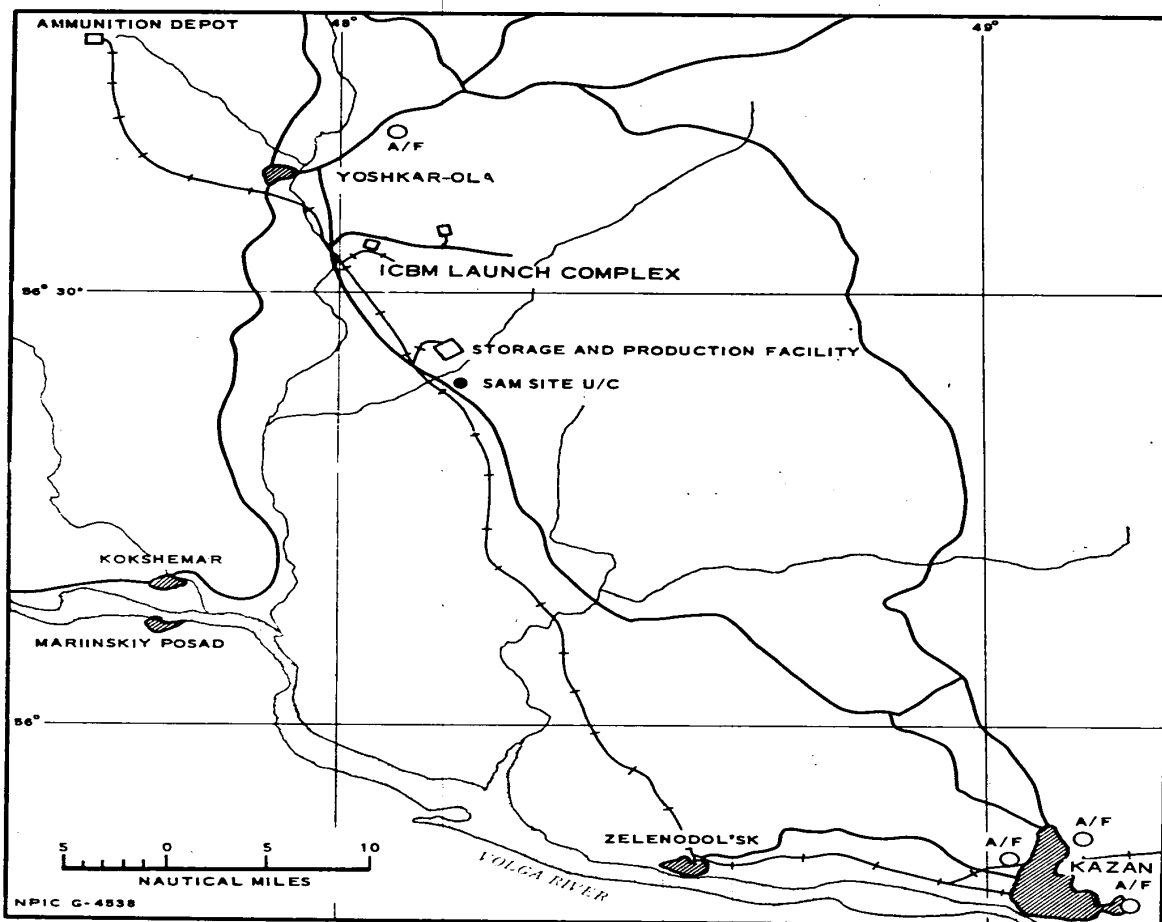 AMMUNITION DEPOT
48°
49°
A/F
YOSHKAR-OLA
ICBM LAUNCH COMPLEX
56° 30'
STORAGE AND PRODUCTION FACILITY
SAM SITE U/C
KOKSHEMAR
MARIINSKIY POSAD
56°
ZELENODOL'SK
A/F
A/F
KAZAN
A/F
5 0 5 10
NAUTICAL MILES
VOLGA RIVER
NPIC G-4538